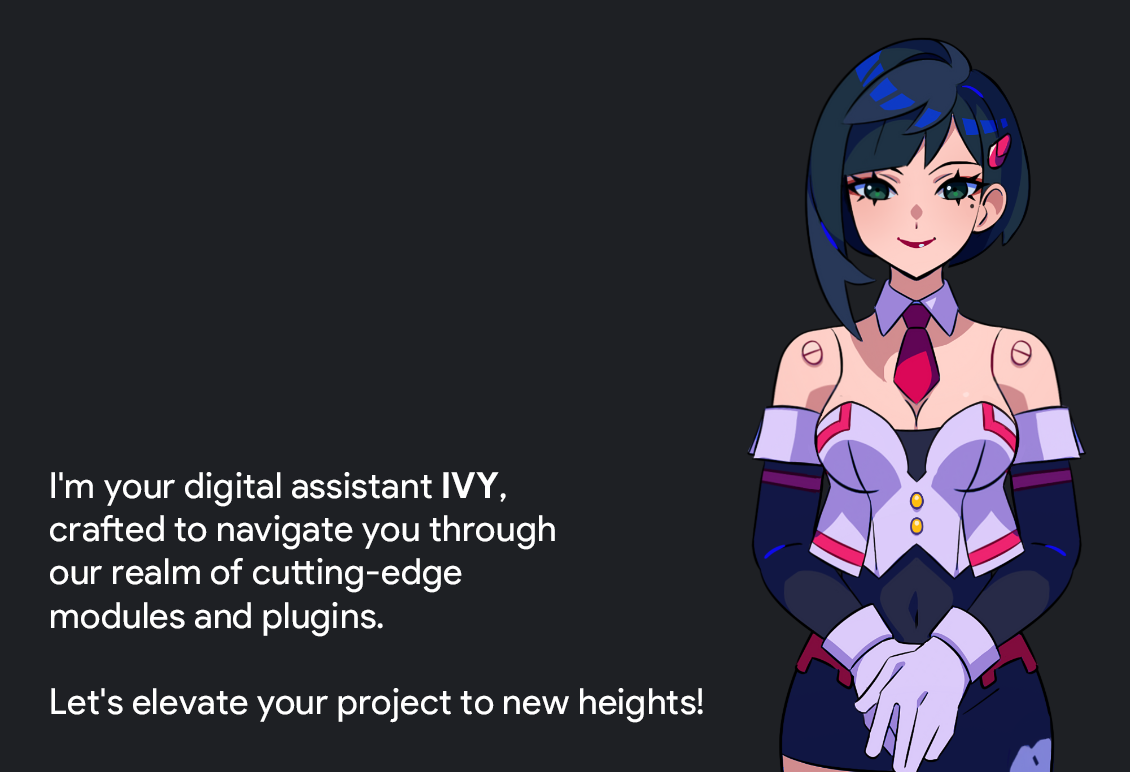 I'm your digital assistant IVY,
crafted to navigate you through
our realm of cutting-edge
modules and plugins.
Let's elevate your project to new heights!